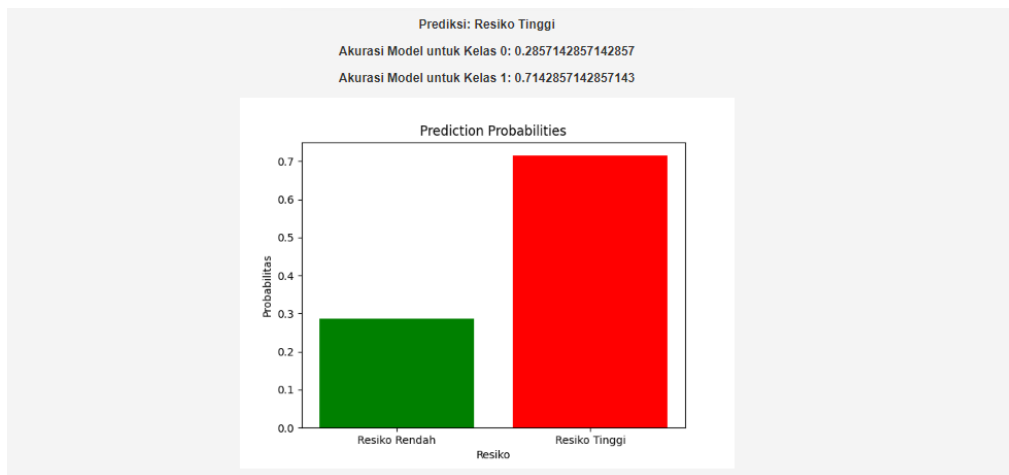 Prediksi: Resiko Tinggi
Akurasi Model untuk Kelas 0: 0.2857142857142857
Akurasi Model untuk Kelas 1: 0.7142857142857143
Prediction Probabilities
Probabilitas
0.7
0.6
0.5
0.4
0.3
0.2
0.1
0.0
Resiko Rendah
Resiko Tinggi
Resiko